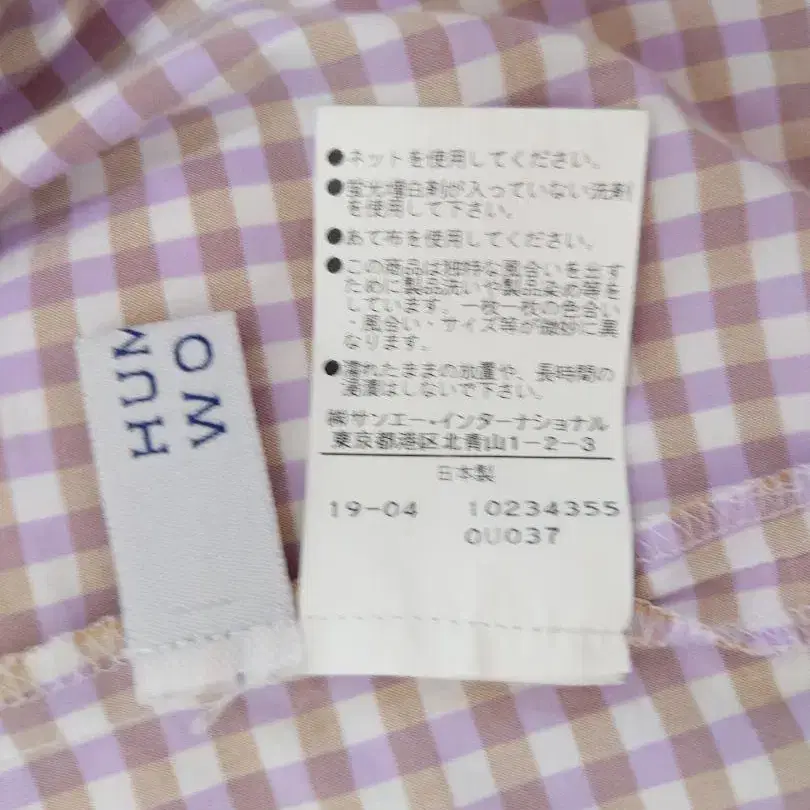 HUM
WO
●ネットを使用してください。
●蛍光増白剤が入っていない洗剤
を使用して下さい。
●あて布を使用してください。
●この商品は独特な風合いを出す
ために製品洗いや製品染め等を
しています。一枚一枚の色合い
・風合い・サイズ等が微妙に異
なります。
●濡れたままの放置や、長時間の
浸漬はしないで下さい。
㈱サンエー・インターナショナル
東京都港区北青山1-2-3
日本製
19-04 10234355
0U037